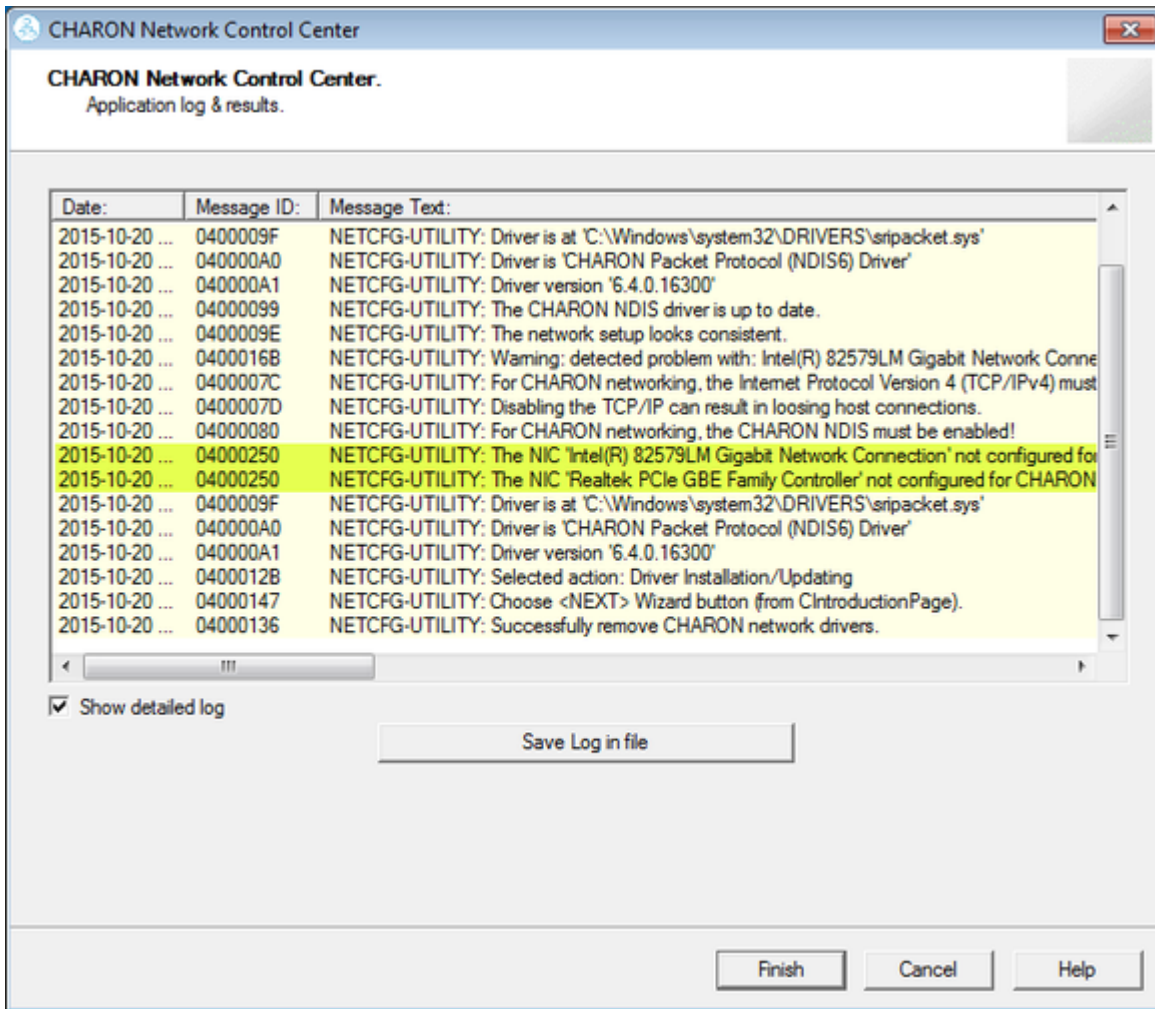 CHARON Network Control Center
CHARON Network Control Center.
Application log & results.
Date: Message ID: Message Text:
2015-10-20 ... 0400009F NETCFG-UTILITY: Driver is at 'C:\Windows\system32\DRIVERS\sripacket.sys'
2015-10-20 ... 040000A0 NETCFG-UTILITY: Driver is 'CHARON Packet Protocol (NDIS6) Driver'
2015-10-20 ... 040000A1 NETCFG-UTILITY: Driver version '6.4.0.16300'
2015-10-20 ... 04000099 NETCFG-UTILITY: The CHARON NDIS driver is up to date.
2015-10-20 ... 0400009E NETCFG-UTILITY: The network setup looks consistent.
2015-10-20 ... 0400016B NETCFG-UTILITY: Warning: detected problem with: Intel(R) 82579LM Gigabit Network Conne
2015-10-20 ... 0400007C NETCFG-UTILITY: For CHARON networking, the Internet Protocol Version 4 (TCP/IPv4) must
2015-10-20 ... 0400007D NETCFG-UTILITY: Disabling the TCP/IP can result in loosing host connections.
2015-10-20 ... 04000080 NETCFG-UTILITY: For CHARON networking, the CHARON NDIS must be enabled!
2015-10-20 ... 04000250 NETCFG-UTILITY: The NIC 'Intel(R) 82579LM Gigabit Network Connection' not configured for
2015-10-20 ... 04000250 NETCFG-UTILITY: The NIC 'Realtek PCIe GBE Family Controller' not configured for CHARON
2015-10-20 ... 0400009F NETCFG-UTILITY: Driver is at 'C:\Windows\system32\DRIVERS\sripacket.sys'
2015-10-20 ... 040000A0 NETCFG-UTILITY: Driver is 'CHARON Packet Protocol (NDIS6) Driver'
2015-10-20 ... 040000A1 NETCFG-UTILITY: Driver version '6.4.0.16300'
2015-10-20 ... 0400012B NETCFG-UTILITY: Selected action: Driver Installation/Updating
2015-10-20 ... 04000147 NETCFG-UTILITY: Choose <NEXT> Wizard button (from CIntroductionPage).
2015-10-20 ... 04000136 NETCFG-UTILITY: Successfully remove CHARON network drivers.
Show detailed log
Save Log in file
Finish Cancel Help